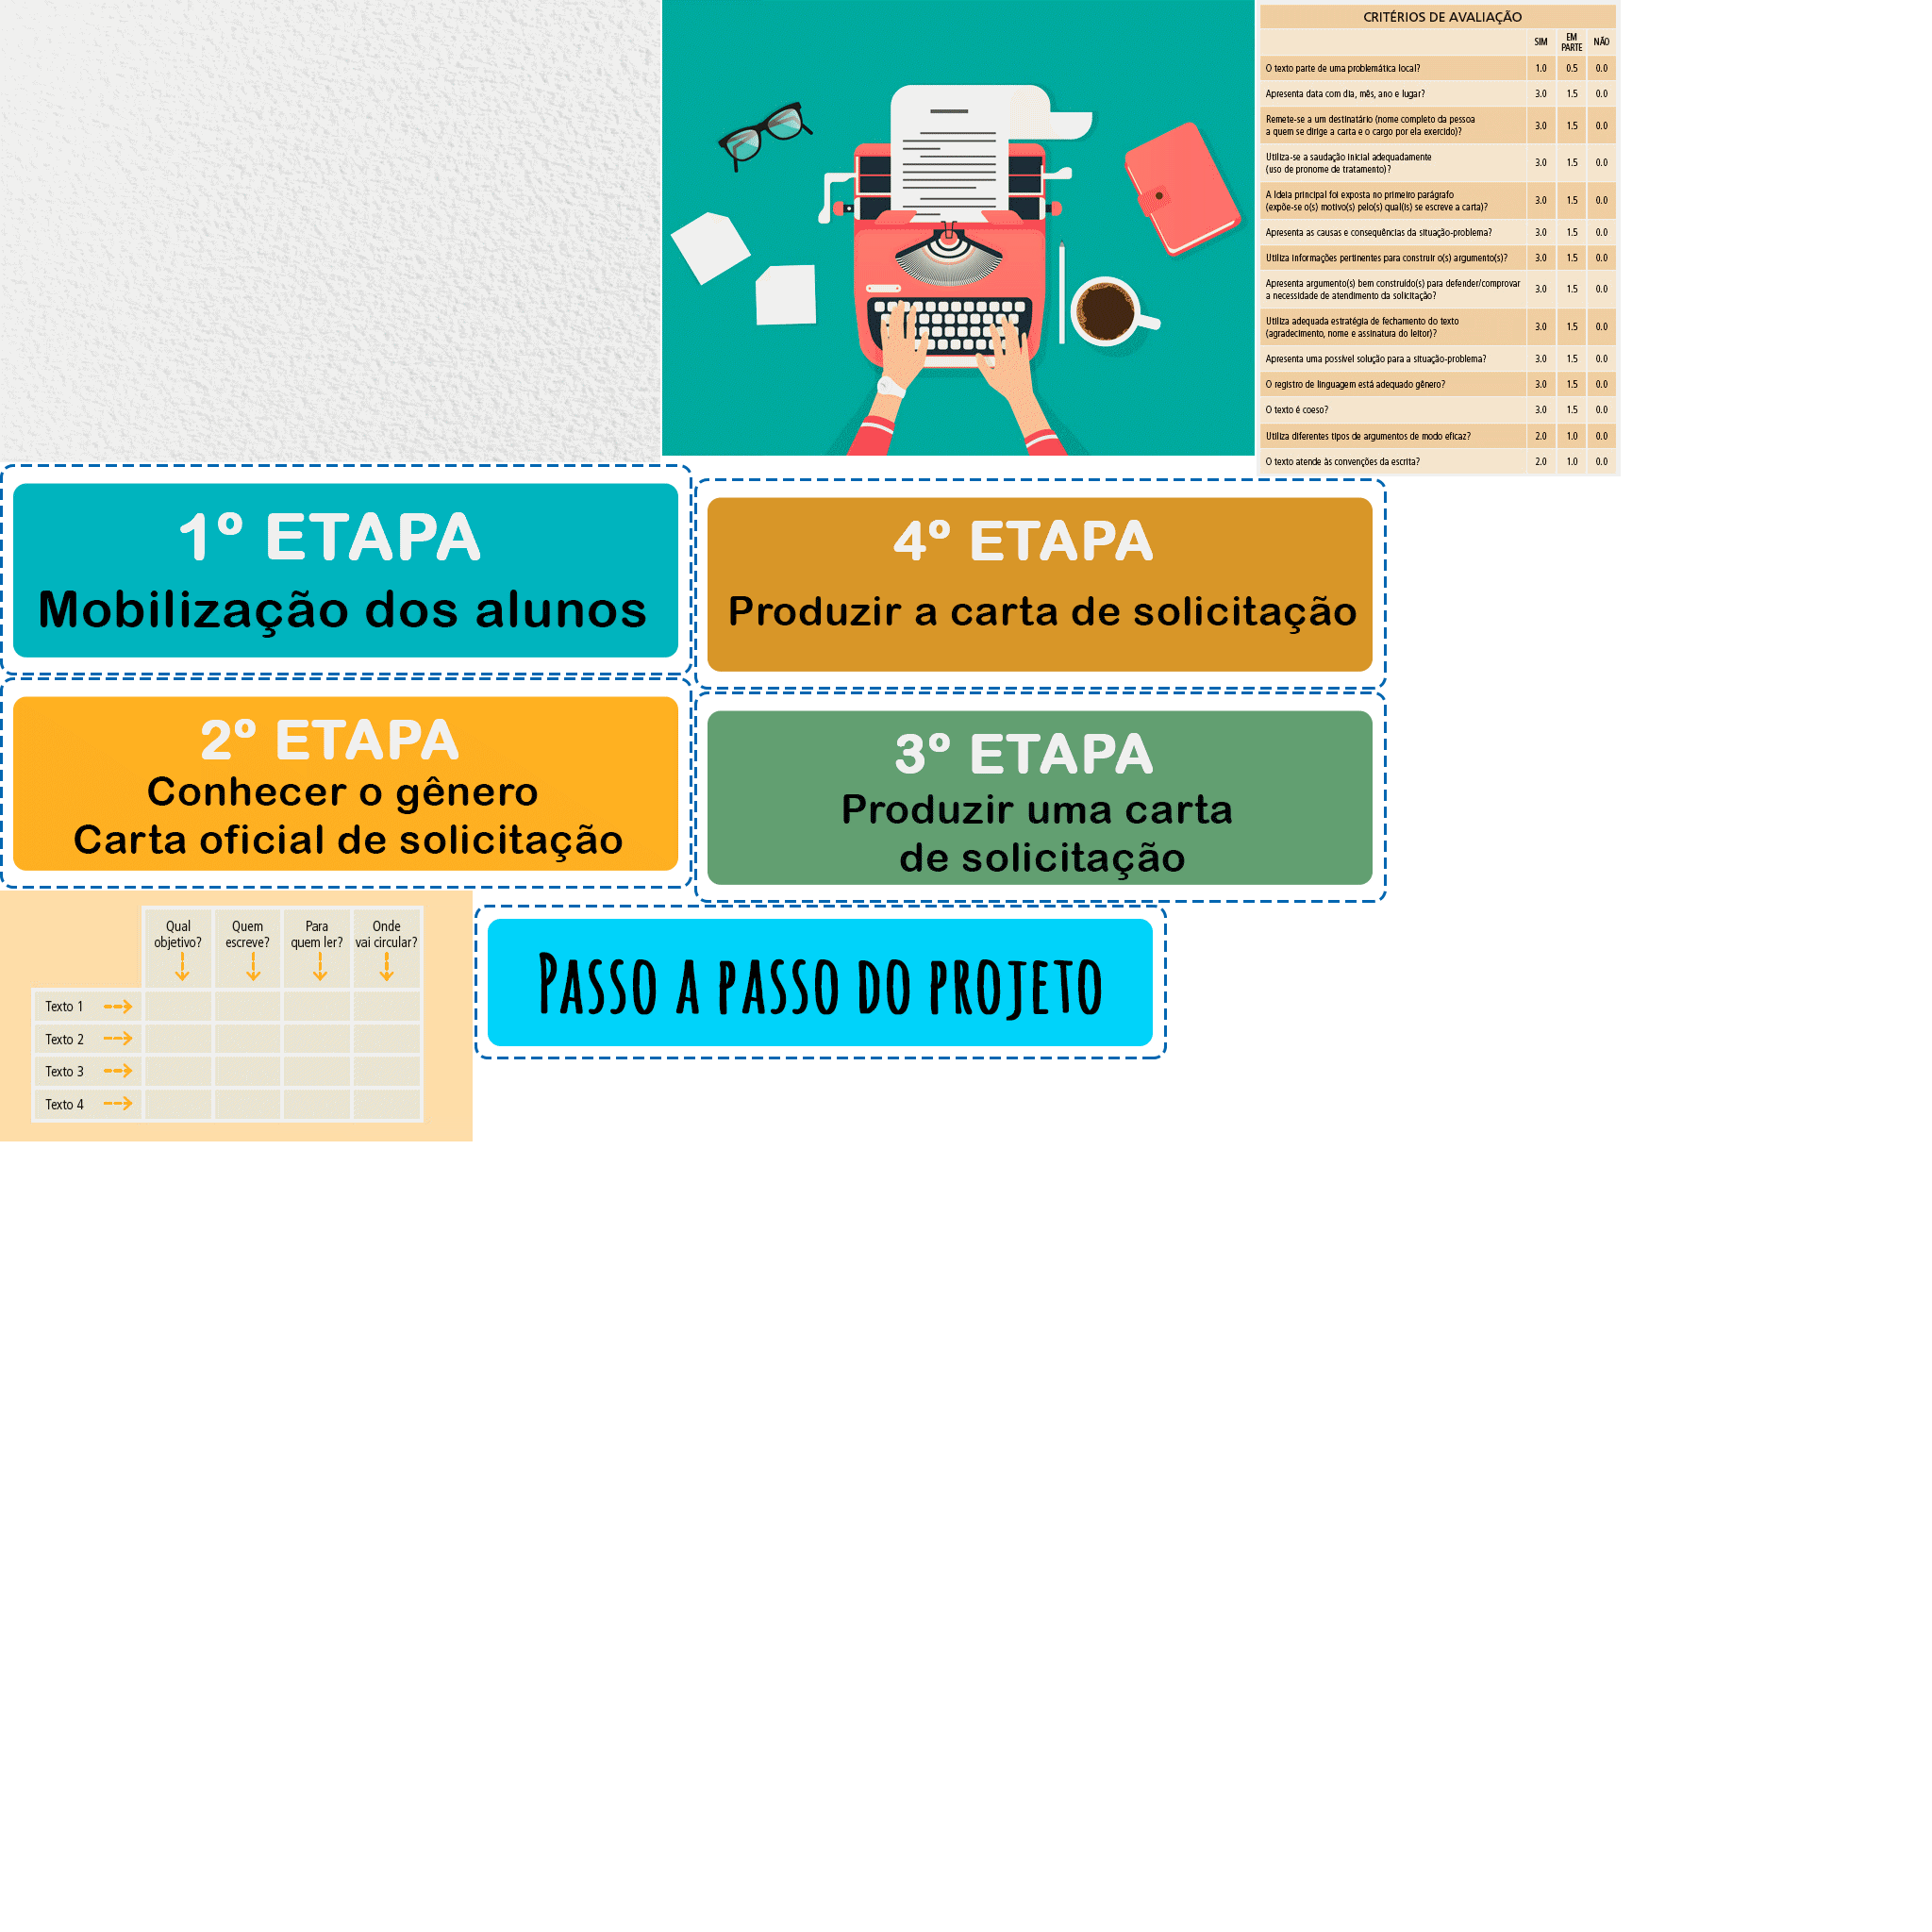 CRITÉRIOS DE AVALIAÇÃO
SIM EM PARTE NÃO
O texto parte de uma problemática local? 1.0 0.5 0.0
Apresenta data com dia, mês, ano e lugar? 3.0 1.5 0.0
Remete-se a um destinatário (nome completo da pessoa
a quem se dirige a carta e o cargo por ela exercido)? 3.0 1.5 0.0
Utiliza-se a saudação inicial adequadamente
(uso de pronome de tratamento)? 3.0 1.5 0.0
A ideia principal foi exposta no primeiro parágrafo
(expõe-se o(s) motivo(s) pelo(s) qual(is) se escreve a carta)? 3.0 1.5 0.0
Apresenta as causas e consequências da situação-problema? 3.0 1.5 0.0
Utiliza informações pertinentes para construir o(s) argumento(s)? 3.0 1.5 0.0
Apresenta argumento(s) bem construído(s) para defender/comprovar
a necessidade de atendimento da solicitação? 3.0 1.5 0.0
Utiliza adequada estratégia de fechamento do texto
(agradecimento, nome e assinatura do leitor)? 3.0 1.5 0.0
Apresenta uma possível solução para a situação-problema? 3.0 1.5 0.0
O registro de linguagem está adequado gênero? 3.0 1.5 0.0
O texto é coeso? 3.0 1.5 0.0
Utiliza diferentes tipos de argumentos de modo eficaz? 2.0 1.0 0.0
O texto atende às convenções da escrita? 2.0 1.0 0.0
1º ETAPA
Mobilização dos alunos
4º ETAPA
Produzir a carta de solicitação
2º ETAPA
Conhecer o gênero
Carta oficial de solicitação
3º ETAPA
Produzir uma carta
de solicitação
Qual objetivo? Quem escreve? Para quem ler? Onde vai circular?
Texto 1
Texto 2
Texto 3
Texto 4
PASSO A PASSO DO PROJETO